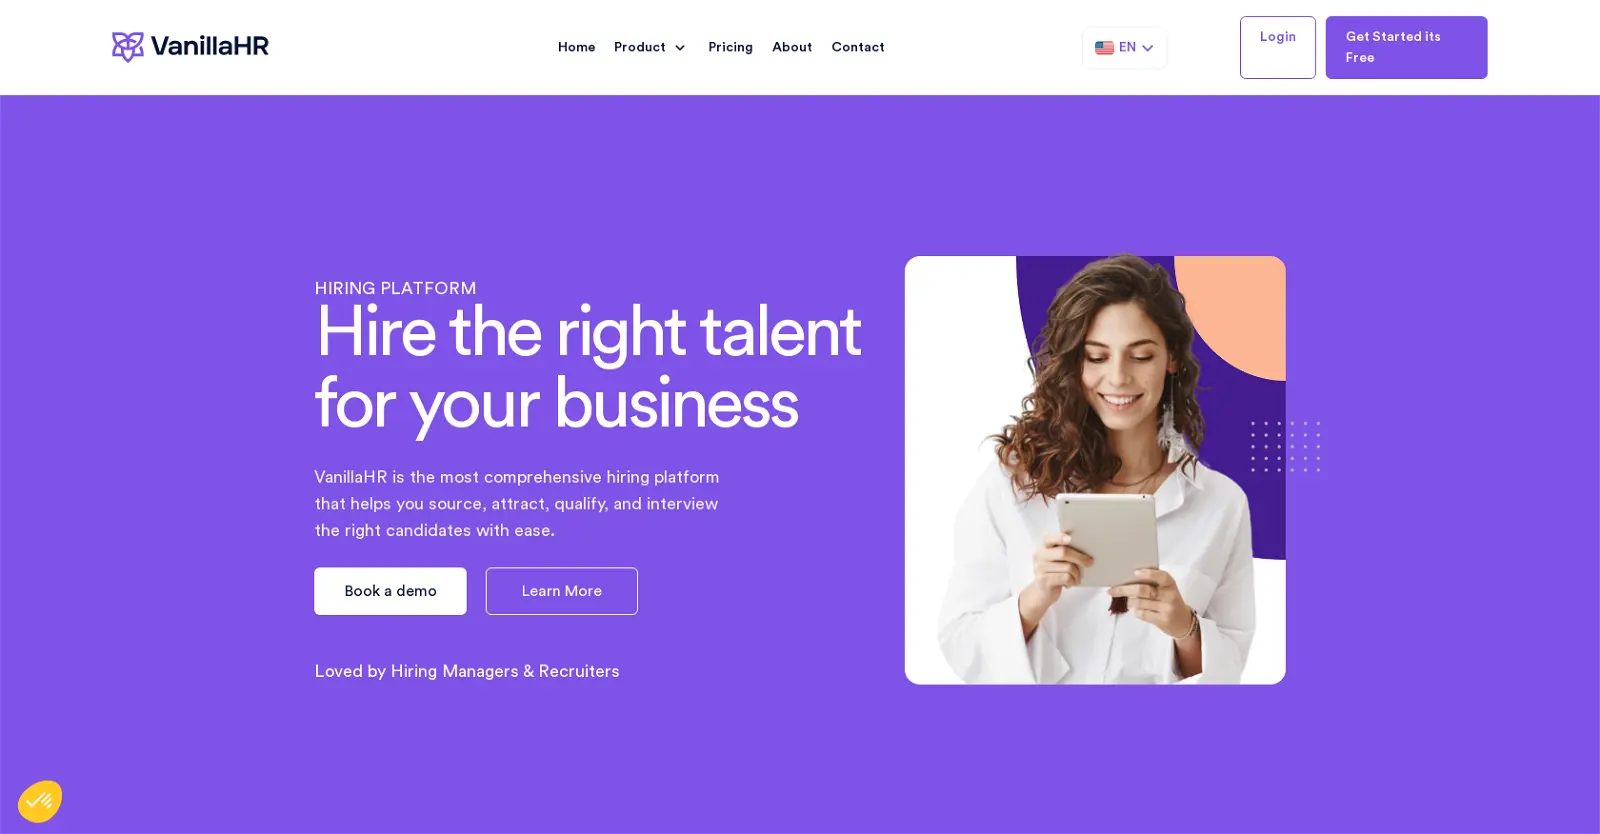 VanillaHR
Home Product Pricing About Contact
EN
Login
Get Started its
Free
HIRING PLATFORM
Hire the right talent
for your business
VanillaHR is the most comprehensive hiring platform
that helps you source, attract, qualify, and interview
the right candidates with ease.
Book a demo
Learn More
Loved by Hiring Managers & Recruiters